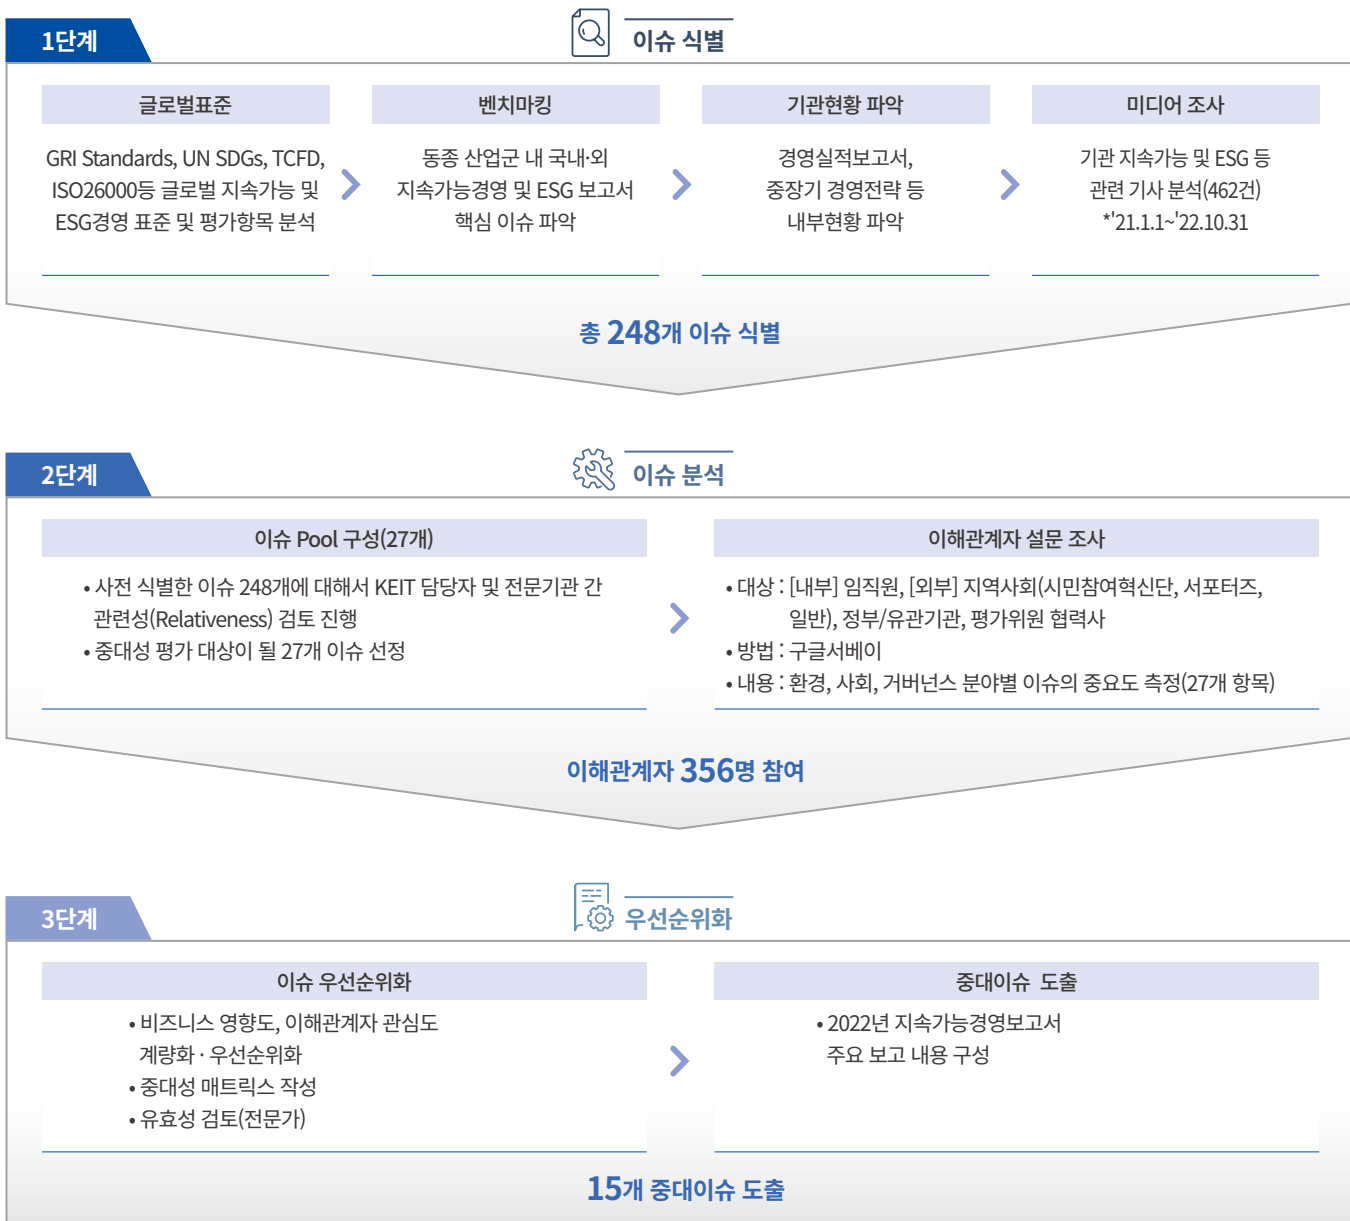 1단계
이슈 식별
글로벌표준
GRI Standards, UN SDGs, TCFD,
ISO26000등 글로벌 지속가능 및
ESG경영 표준 및 평가항목 분석
벤치마킹
동종 산업군 내 국내·외
지속가능경영 및 ESG 보고서
핵심 이슈 파악
기관현황 파악
경영실적보고서,
중장기 경영전략 등
내부현황 파악
미디어 조사
기관 지속가능 및 ESG 등
관련 기사 분석(462건)
*'21.1.1~'22.10.31
총 248개 이슈 식별
2단계
이슈 분석
이슈 Pool 구성(27개)
• 사전 식별한 이슈 248개에 대해서 KEIT 담당자 및 전문기관 간
관련성(Relativeness) 검토 진행
• 중대성 평가 대상이 될 27개 이슈 선정
이해관계자 설문 조사
• 대상 : [내부] 임직원, [외부] 지역사회(시민참여혁신단, 서포터즈,
일반), 정부/유관기관, 평가위원 협력사
• 방법 : 구글서베이
• 내용 : 환경, 사회, 거버넌스 분야별 이슈의 중요도 측정(27개 항목)
이해관계자 356명 참여
3단계
우선순위화
이슈 우선순위화
• 비즈니스 영향도, 이해관계자 관심도
계량화 · 우선순위화
• 중대성 매트릭스 작성
• 유효성 검토(전문가)
중대이슈 도출
• 2022년 지속가능경영보고서
주요 보고 내용 구성
15개 중대이슈 도출